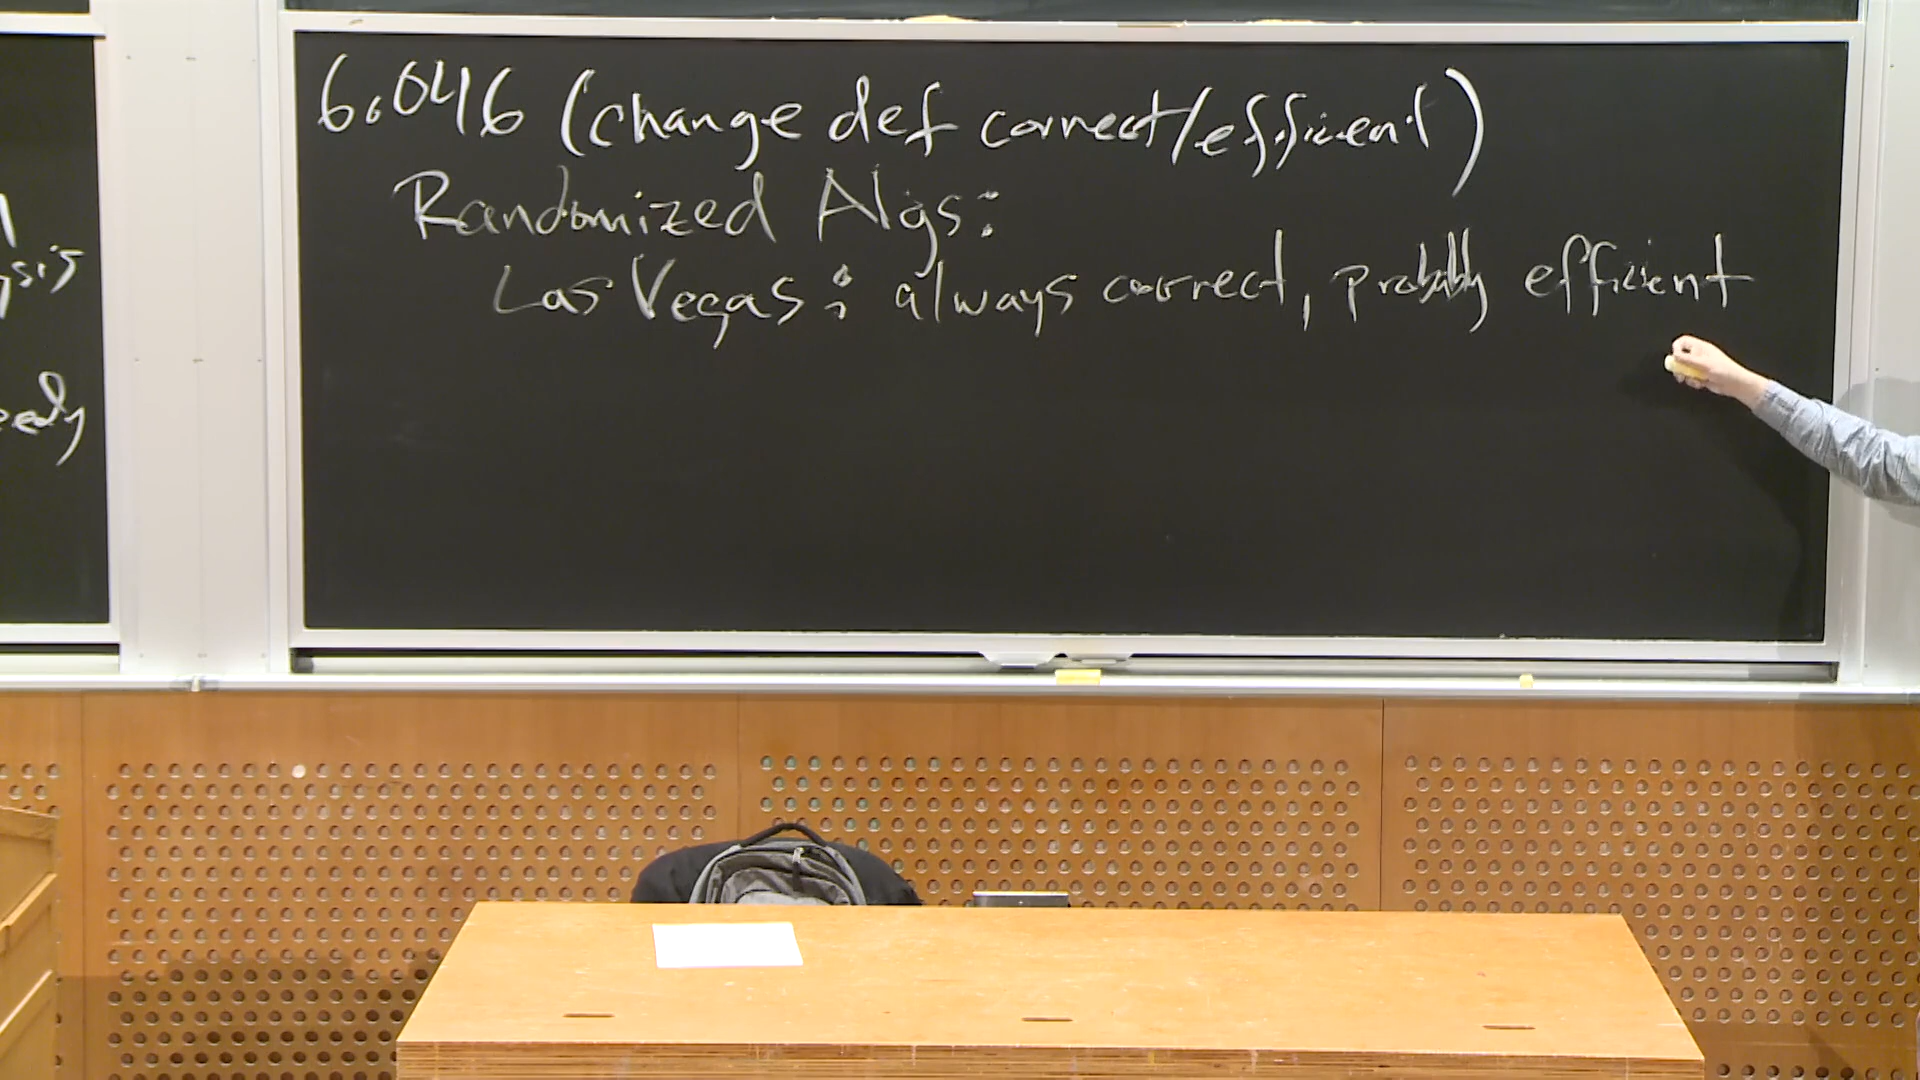 6.046 (change def correct/efficient)
Randomized Algs:
Las Vegas: always correct, probably efficient